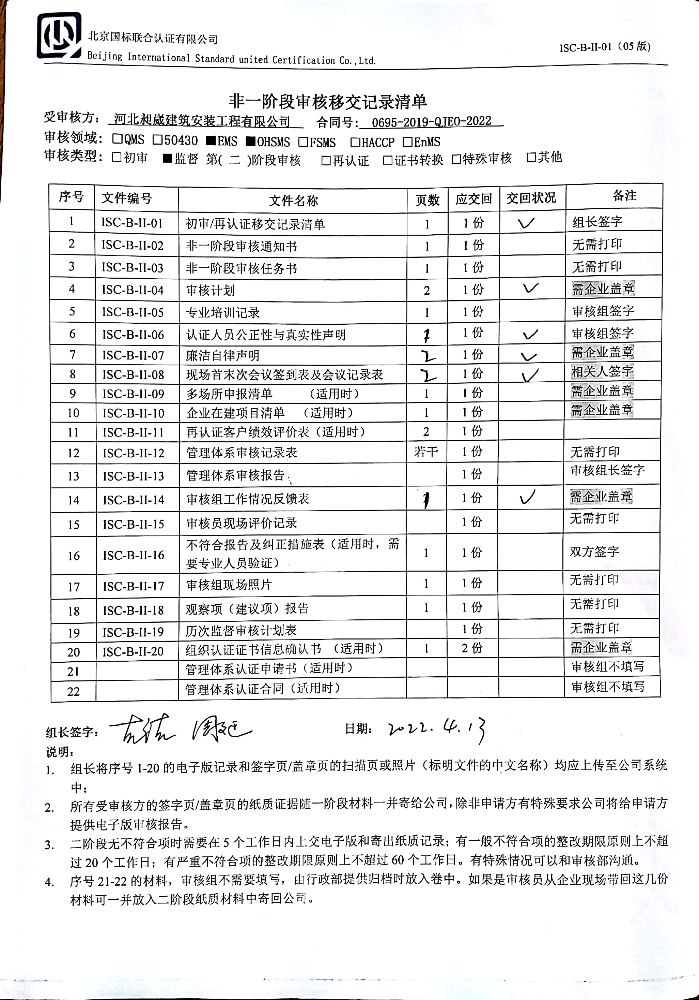 北京国标联合认证有限公司
Beijing International Standard united Certification Co.,Ltd.
ISC-B-II-01（05 版)
非一阶段审核移交记录清单
受审核方： 河北昶崴建筑安装工程有限公司 合同号： 0695-2019-QJEO-2022
审核领域：□QMS □50430 ■EMS ■OHSMS □FSMS □HACCP □EnMS
审核类型：□初审 ■监督 第( 二 )阶段审核 □再认证 □证书转换 □特殊审核 □其他
序号 文件编号 文件名称 页数 应交回 交回状况 备注
1 ISC-B-II-01 初审/再认证移交记录清单 1 1 份 ✓ 组长签字
2 ISC-B-II-02 非一阶段审核通知书 1 1 份 无需打印
3 ISC-B-II-03 非一阶段审核任务书 1 1 份 无需打印
4 ISC-B-II-04 审核计划 2 1 份 ✓ 需企业盖章
5 ISC-B-II-05 专业培训记录 1 1 份 审核组签字
6 ISC-B-II-06 认证人员公正性与真实性声明 1 1 份 ✓ 审核组签字
7 ISC-B-II-07 廉洁自律声明 2 1 份 ✓ 需企业盖章
8 ISC-B-II-08 现场首末次会议签到表及会议记录表 2 1 份 ✓ 相关人签字
9 ISC-B-II-09 多场所申报清单 （适用时） 1 1 份 需企业盖章
10 ISC-B-II-10 企业在建项目清单 （适用时） 1 1 份 需企业盖章
11 ISC-B-II-11 再认证客户绩效评价表（适用时） 2 1 份
12 ISC-B-II-12 管理体系审核记录表 若干 1 份 无需打印
13 ISC-B-II-13 管理体系审核报告 1 份 审核组长签字
14 ISC-B-II-14 审核组工作情况反馈表 1 1 份 ✓ 需企业盖章
15 ISC-B-II-15 审核员现场评价记录 1 份 无需打印
16 ISC-B-II-16 不符合报告及纠正措施表（适用时，需
要专业人员验证） 1 1 份 双方签字
17 ISC-B-II-17 审核组现场照片 1 1 份 无需打印
18 ISC-B-II-18 观察项（建议项）报告 1 1 份 无需打印
19 ISC-B-II-19 历次监督审核计划表 1 份 无需打印
20 ISC-B-II-20 组织认证证书信息确认书 （适用时） 1 2 份 需企业盖章
21 管理体系认证申请书（适用时） 审核组不填写
22 管理体系认证合同（适用时） 审核组不填写
组长签字： 日期： 2022.4.13
说明：
1. 组长将序号 1-20 的电子版记录和签字页/盖章页的扫描页或照片（标明文件的中文名称）均应上传至公司系统
中；
2. 所有受审核方的签字页/盖章页的纸质证据随一阶段材料一并寄给公司，除非申请方有特殊要求公司将给申请方
提供电子版审核报告。
3. 二阶段无不符合项时需要在 5 个工作日内上交电子版和寄出纸质记录；有一般不符合项的整改期限原则上不超
过 20 个工作日；有严重不符合项的整改期限原则上不超过 60 个工作日。有特殊情况可以和审核部沟通。
4. 序号 21-22 的材料，审核组不需要填写，由行政部提供归档时放入卷中。如果是审核员从企业现场带回这几份
材料可一并放入二阶段纸质材料中寄回公司。